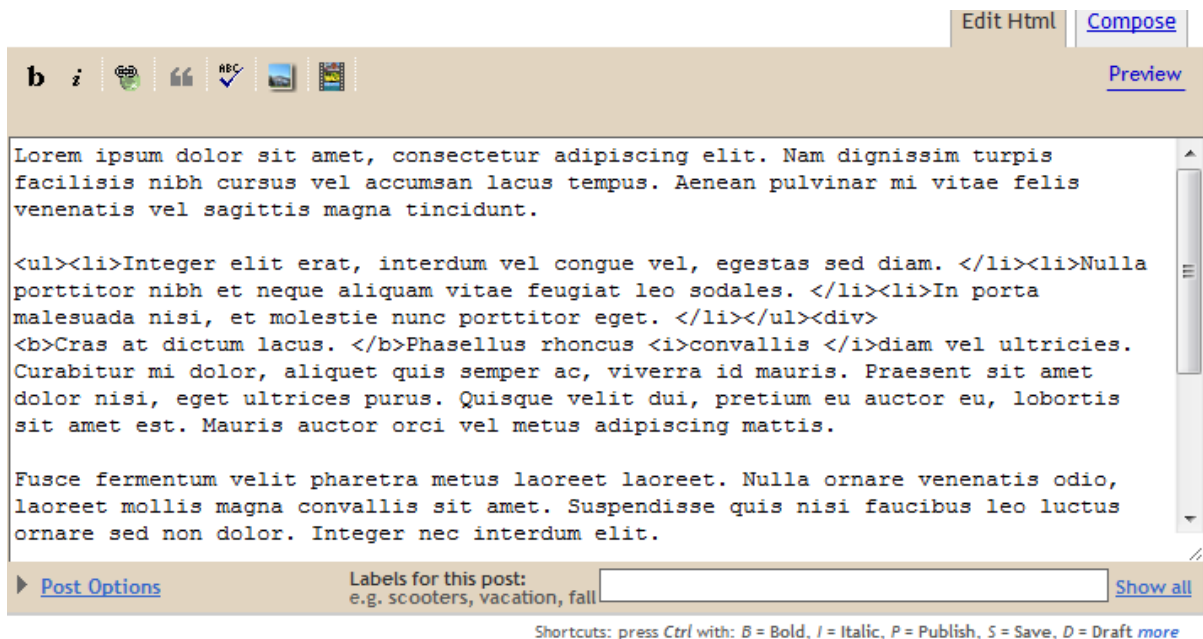 Edit Html Compose
b i ABC
Preview
Lorem ipsum dolor sit amet, consectetur adipiscing elit. Nam dignissim turpis
facilisis nibh cursus vel accumsan lacus tempus. Aenean pulvinar mi vitae felis
venenatis vel sagittis magna tincidunt.
<ul><li>Integer elit erat, interdum vel congue vel, egestas sed diam. </li><li>Nulla
porttitor nibh et neque aliquam vitae feugiat leo sodales. </li><li>In porta
malesuada nisi, et molestie nunc porttitor eget. </li></ul><div>
<b>Cras at dictum lacus. </b>Phasellus rhoncus <i>convallis </i>diam vel ultricies.
Curabitur mi dolor, aliquet quis semper ac, viverra id mauris. Praesent sit amet
dolor nisi, eget ultrices purus. Quisque velit dui, pretium eu auctor eu, lobortis
sit amet est. Mauris auctor orci vel metus adipiscing mattis.
Fusce fermentum velit pharetra metus laoreet laoreet. Nulla ornare venenatis odio,
laoreet mollis magna convallis sit amet. Suspendisse quis nisi faucibus leo luctus
ornare sed non dolor. Integer nec interdum elit.
Post Options
Labels for this post:
e.g. scooters, vacation, fall
Show all
Shortcuts: press Ctrl with: B = Bold, I = Italic, P = Publish, S = Save, D = Draft more